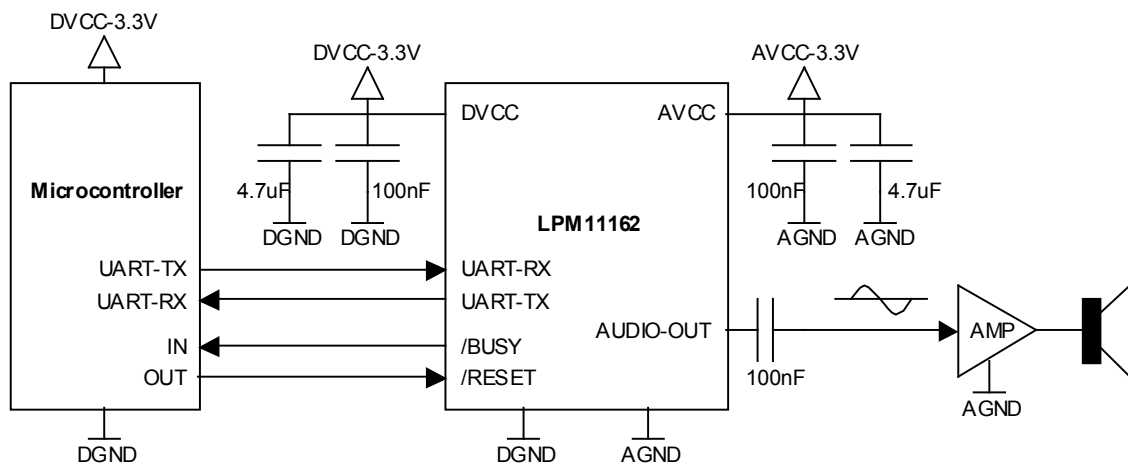 DVCC-3.3V
DVCC-3.3V
AVCC-3.3V
DVCC
AVCC
Microcontroller
4.7uF
100nF
100nF
4.7uF
DGND
DGND
LPM11162
AGND
AGND
UART-TX
UART-RX
UART-RX
UART-TX
IN
/BUSY
OUT
/RESET
AUDIO-OUT
100nF
AMP
AGND
DGND
DGND
AGND